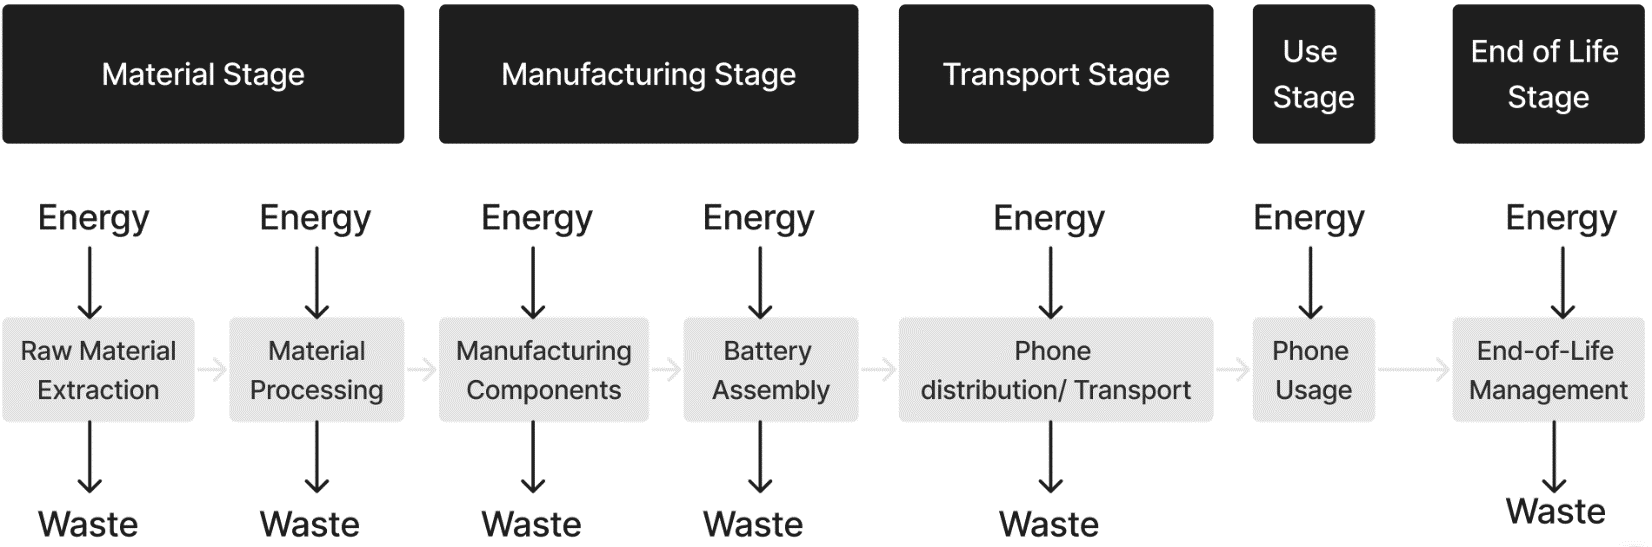 Material Stage
Manufacturing Stage
Transport Stage
Use
Stage
End of Life
Stage
Energy
Energy
Energy
Energy
Energy
Energy
Energy
Raw Material
Extraction
Material
Processing
Manufacturing
Components
Battery
Assembly
Phone
distribution/ Transport
Phone
Usage
End-of-Life
Management
Waste
Waste
Waste
Waste
Waste
Waste